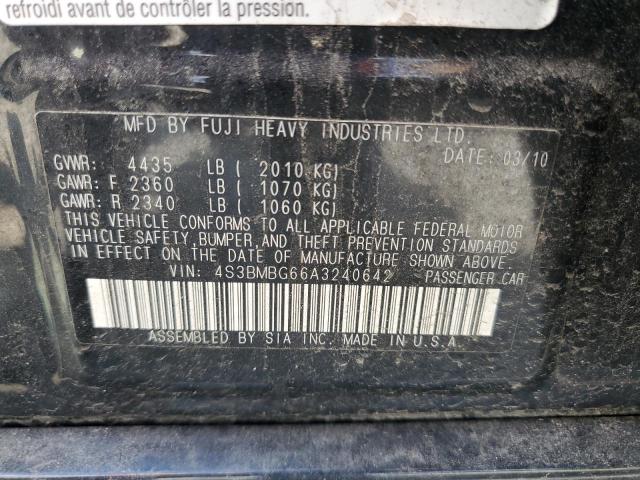 refroidi avant de contrôler la pression.
MFD BY FUJI HEAVY INDUSTRIES LTD.
DATE: 03/10
GVWR: 4435 LB ( 2010 KG)
GAWR: F 2360 LB ( 1070 KG)
GAWR: R 2340 LB ( 1060 KG)
THIS VEHICLE CONFORMS TO ALL APPLICABLE FEDERAL MOTOR
VEHICLE SAFETY, BUMPER, AND THEFT PREVENTION STANDARDS
IN EFFECT ON THE DATE OF MANUFACTURE SHOWN ABOVE.
VIN: 4S3BMBG66A3240642 PASSENGER CAR
ASSEMBLED BY SIA INC. MADE IN U.S.A.